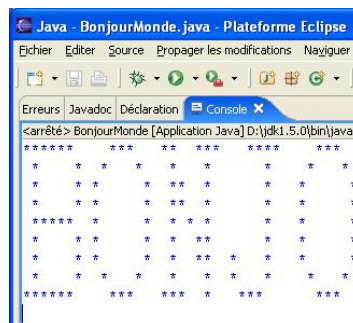 Java - BonjourMonde.java - Plateforme Eclipse
Fichier Editer Source Propager les modifications Naviguer
Erreurs Javadoc Déclaration Console
<arrêté> BonjourMonde [Application Java] D:\jdk1.5.0\bin\java